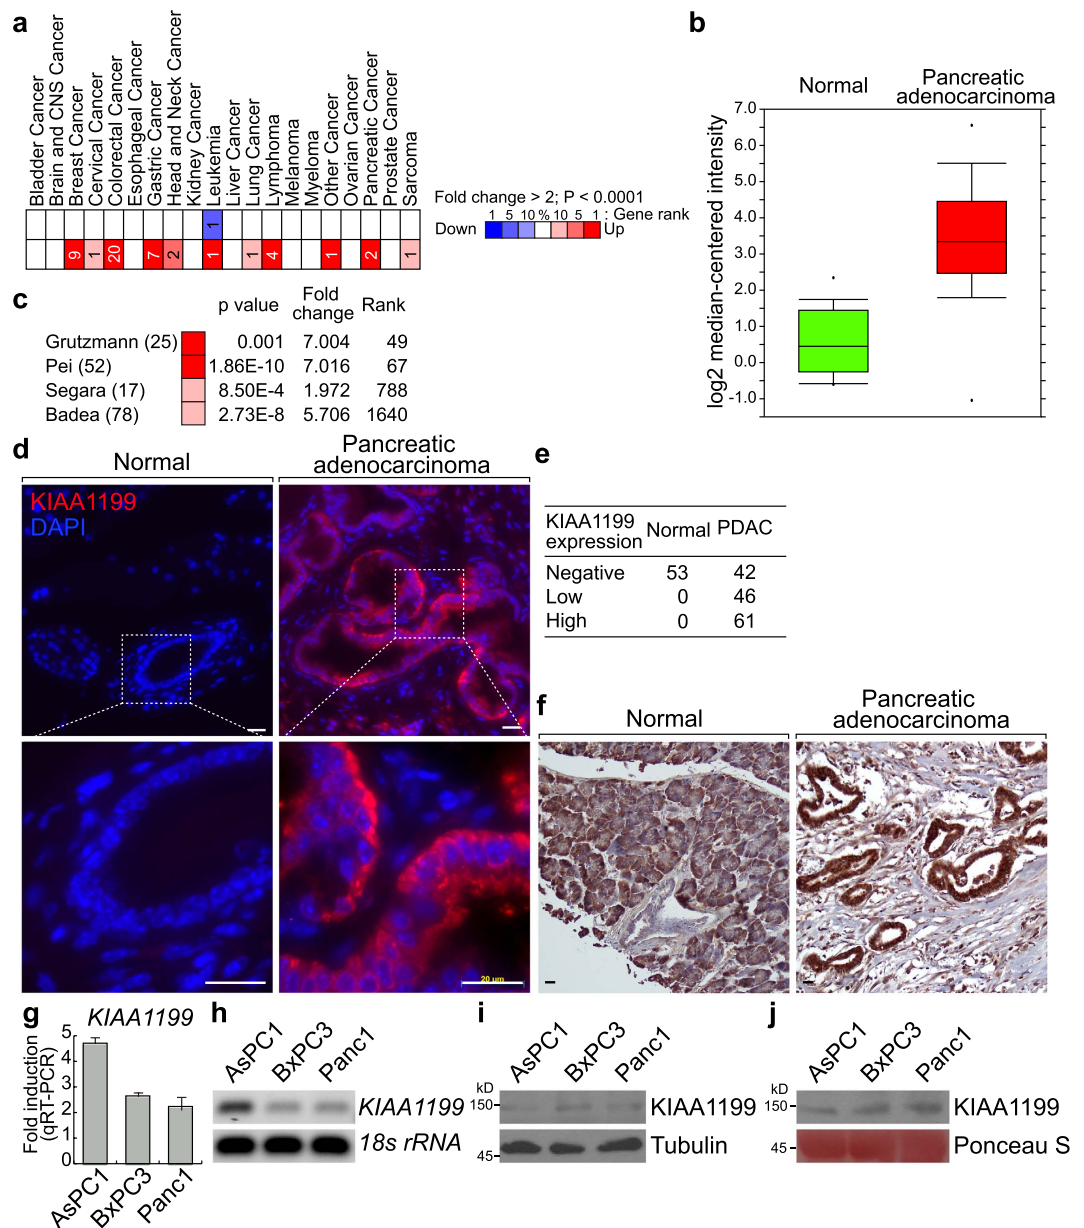 a
Bladder Cancer
Brain and CNS Cancer
Breast Cancer
Cervical Cancer
Colorectal Cancer
Esophageal Cancer
Gastric Cancer
Head and Neck Cancer
Kidney Cancer
Leukemia
Liver Cancer
Lung Cancer
Lymphoma
Melanoma
Myeloma
Other Cancer
Ovarian Cancer
Pancreatic Cancer
Prostate Cancer
Sarcoma
1
9 1 20 7 2 1 1 4 1 2 1
Fold change > 2; P < 0.0001
1 5 10 % 10 5 1 : Gene rank
Down Up
b
Normal Pancreatic
adenocarcinoma
log2 median-centered intensity
7.0
6.0
5.0
4.0
3.0
2.0
1.0
0.0
-1.0
c
p value Fold change Rank
Grutzmann (25) 0.001 7.004 49
Pei (52) 1.86E-10 7.016 67
Segara (17) 8.50E-4 1.972 788
Badea (78) 2.73E-8 5.706 1640
d
Normal Pancreatic
adenocarcinoma
KIAA1199
DAPI
20 µm
e
KIAA1199
expression Normal PDAC
Negative 53 42
Low 0 46
High 0 61
f
Normal Pancreatic
adenocarcinoma
g
KIAA1199
Fold induction
(qRT-PCR)
5
4
3
2
1
0
AsPC1 BxPC3 Panc1
h
AsPC1 BxPC3 Panc1
KIAA1199
18s rRNA
i
AsPC1 BxPC3 Panc1
kD
150 KIAA1199
45 Tubulin
j
AsPC1 BxPC3 Panc1
kD
150 KIAA1199
45 Ponceau S